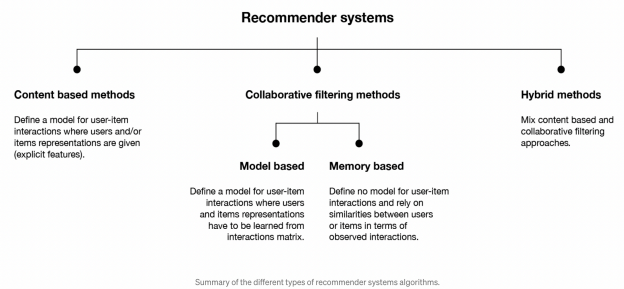 Recommender systems
Content based methods
Define a model for user-item
interactions where users and/or
items representations are given
(explicit features).
Collaborative filtering methods
Model based
Define a model for user-item
interactions where users
and items representations
have to be learned from
interactions matrix.
Memory based
Define no model for user-item
interactions and rely on
similarities between users
or items in terms of
observed interactions.
Hybrid methods
Mix content based and
collaborative filtering
approaches.
Summary of the different types of recommender systems algorithms.